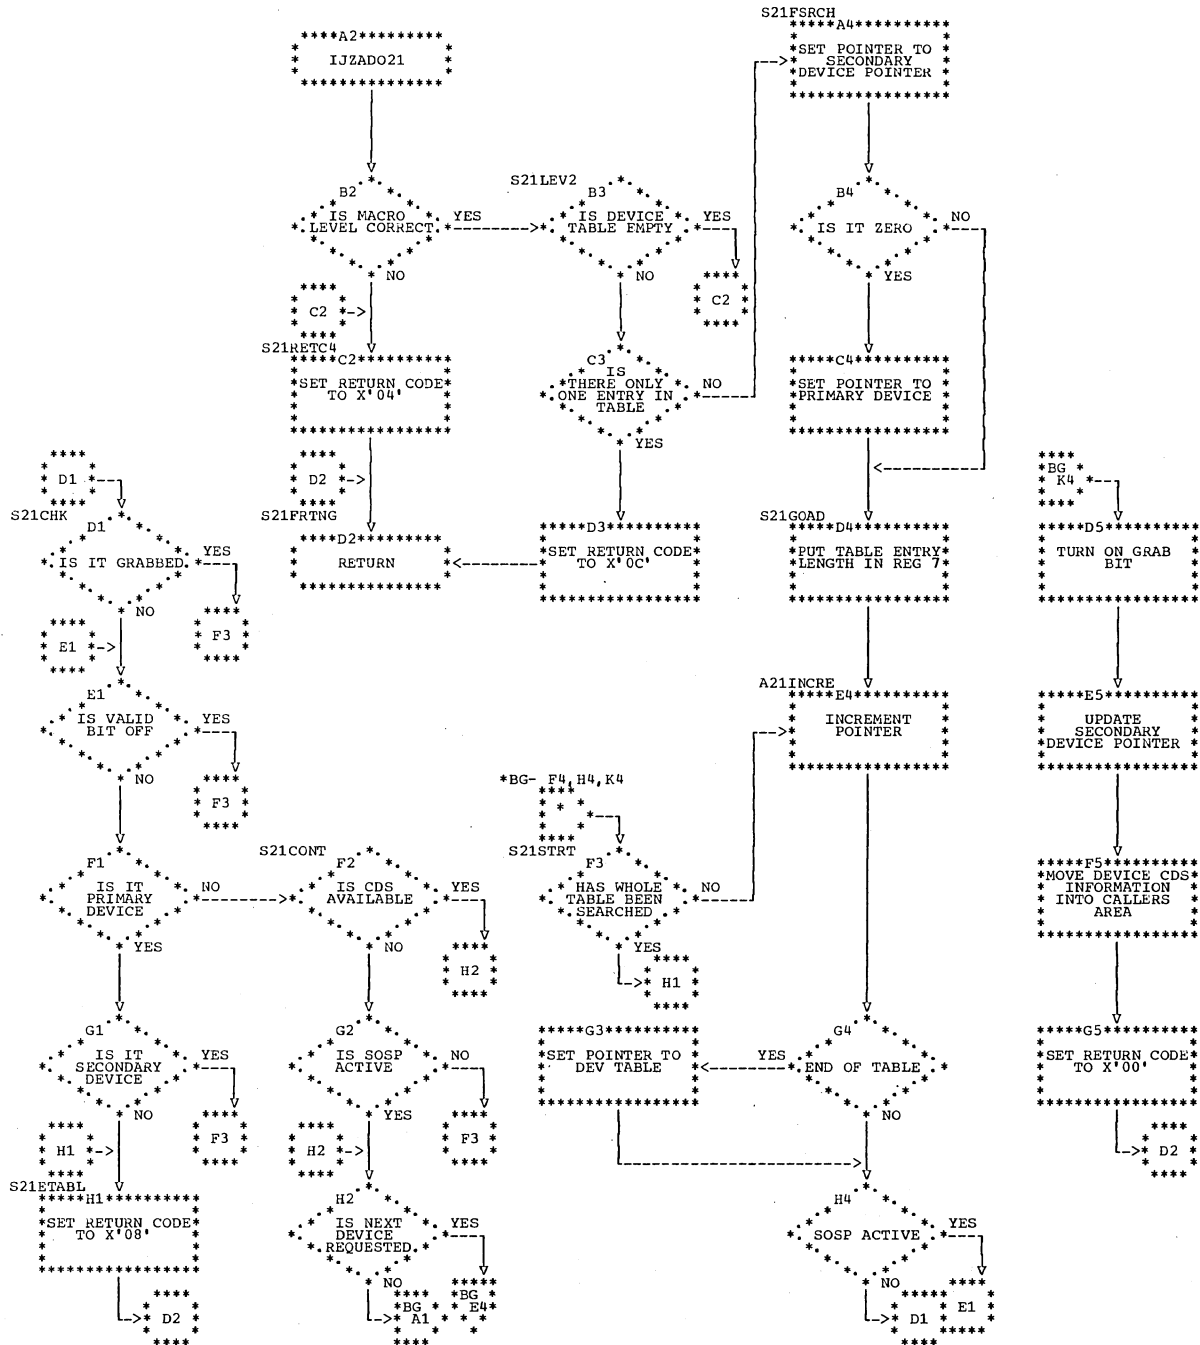 S21FSRCH
A2
IJZADO21
A4
SET POINTER TO
SECONDARY
DEVICE POINTER
B2
IS MACRO
LEVEL CORRECT
YES
NO
S21LEV2
B3
IS DEVICE
TABLE EMPTY
YES
NO
B4
IS IT ZERO
NO
YES
C2
C2
S21RETC4
C2
SET RETURN CODE
TO X'04'
C3
IS
THERE ONLY
ONE ENTRY IN
TABLE
NO
YES
C4
SET POINTER TO
PRIMARY DEVICE
D1
D2
BG
K4
S21CHK
D1
IS IT GRABBED
YES
NO
S21FRTNG
D2
RETURN
D3
SET RETURN CODE
TO X'0C'
S21GOAD
D4
PUT TABLE ENTRY
LENGTH IN REG 7
D5
TURN ON GRAB
BIT
E1
F3
E1
IS VALID
BIT OFF
YES
NO
A21INCRE
E4
INCREMENT
POINTER
E5
UPDATE
SECONDARY
DEVICE POINTER
F3
*BG- F4,H4,K4
*
F1
IS IT
PRIMARY
DEVICE
NO
YES
S21CONT
F2
IS CDS
AVAILABLE
YES
NO
S21STRT
F3
HAS WHOLE
TABLE BEEN
SEARCHED
NO
YES
F5
MOVE DEVICE CDS
INFORMATION
INTO CALLERS
AREA
H2
H1
G1
IS IT
SECONDARY
DEVICE
YES
NO
G2
IS SOSP
ACTIVE
NO
YES
G3
SET POINTER TO
DEV TABLE
G4
END OF TABLE
YES
NO
G5
SET RETURN CODE
TO X'00'
H1
F3
H2
F3
D2
S21ETABL
H1
SET RETURN CODE
TO X'08'
H2
IS NEXT
DEVICE
REQUESTED
YES
NO
H4
SOSP ACTIVE
YES
NO
D2
BG
A1
BG
E4
D1
E1